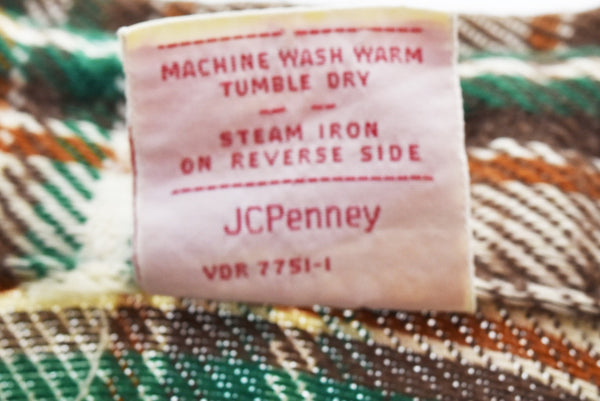 MACHINE WASH WARM
TUMBLE DRY
STEAM IRON
ON REVERSE SIDE
JCPenney
VDR 7751-1